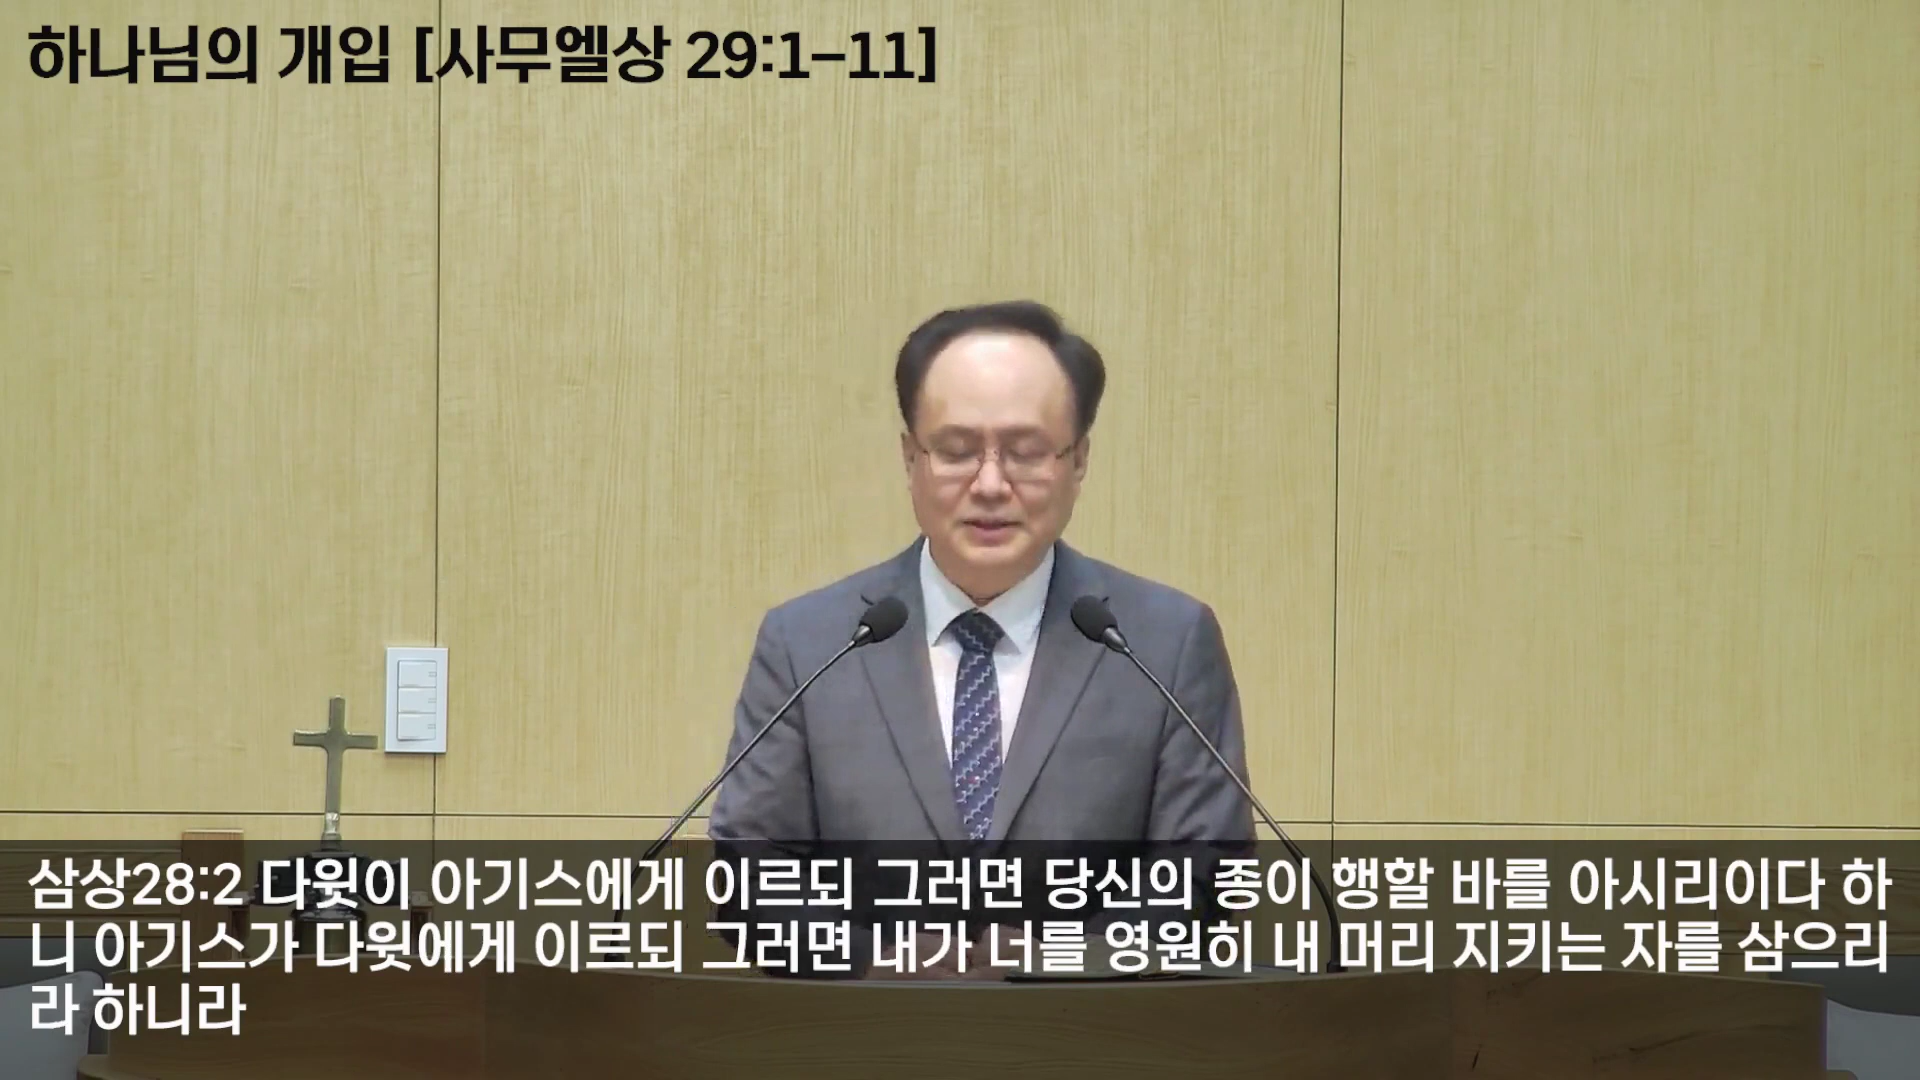 하나님의 개입 [사무엘상 29:1-11]
삼상28:2 다윗이 아기스에게 이르되 그러면 당신의 종이 행할 바를 아시리이다 하
니 아기스가 다윗에게 이르되 그러면 내가 너를 영원히 내 머리 지키는 자를 삼으리
라 하니라